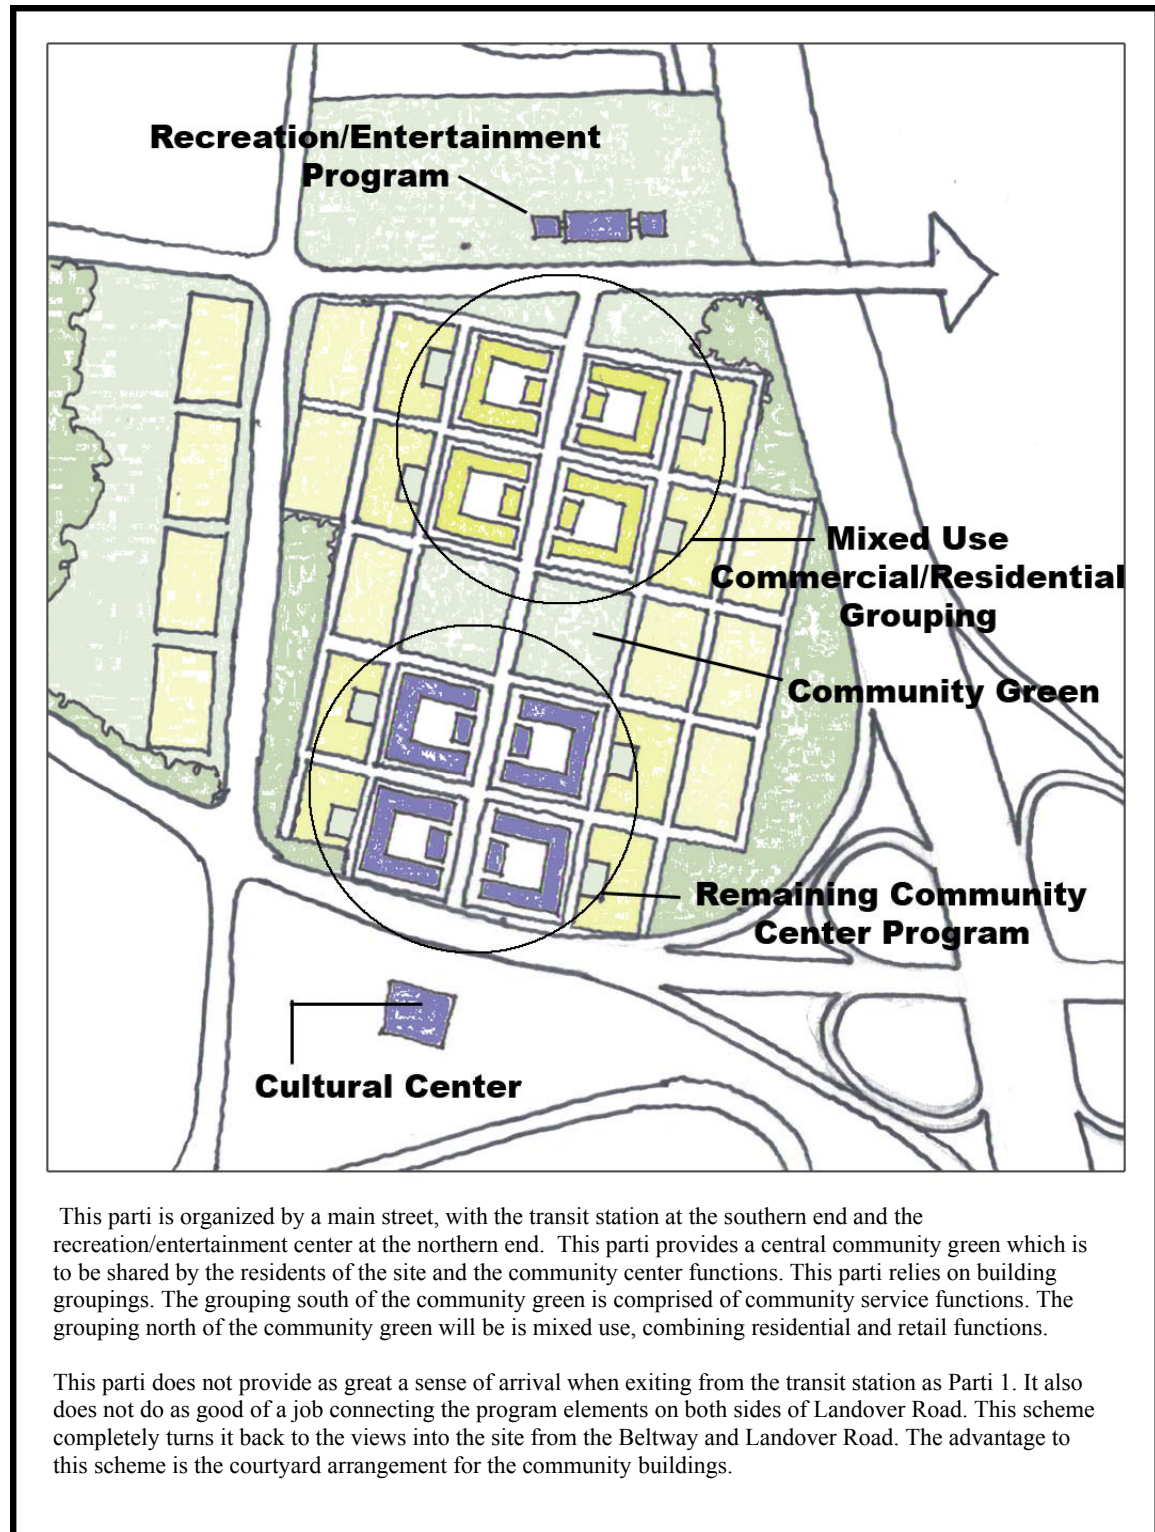 Recreation/Entertainment
Program
Mixed Use
Commercial/Residential
Grouping
Community Green
Remaining Community
Center Program
Cultural Center
This parti is organized by a main street, with the transit station at the southern end and the
recreation/entertainment center at the northern end.  This parti provides a central community green which is
to be shared by the residents of the site and the community center functions. This parti relies on building
groupings. The grouping south of the community green is comprised of community service functions. The
grouping north of the community green will be is mixed use, combining residential and retail functions.
This parti does not provide as great a sense of arrival when exiting from the transit station as Parti 1. It also
does not do as good of a job connecting the program elements on both sides of Landover Road. This scheme
completely turns it back to the views into the site from the Beltway and Landover Road. The advantage to
this scheme is the courtyard arrangement for the community buildings.